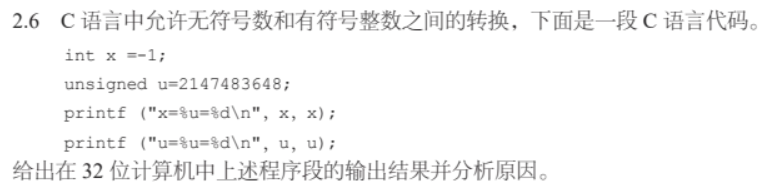 2.6 C 语言中允许无符号数和有符号整数之间的转换，下面是一段 C 语言代码。
int x =-1;
unsigned u=2147483648;
printf ("x=%u=%d\n", x, x);
printf ("u=%u=%d\n", u, u);
给出在 32 位计算机中上述程序段的输出结果并分析原因。